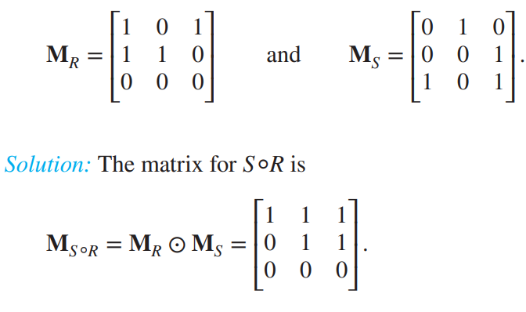 M_R = [1 0 1; 1 1 0; 0 0 0] and M_S = [0 1 0; 0 0 1; 1 0 1].
Solution: The matrix for S∘R is
M_{S∘R} = M_R ⊙ M_S = [1 1 1; 0 1 1; 0 0 0].